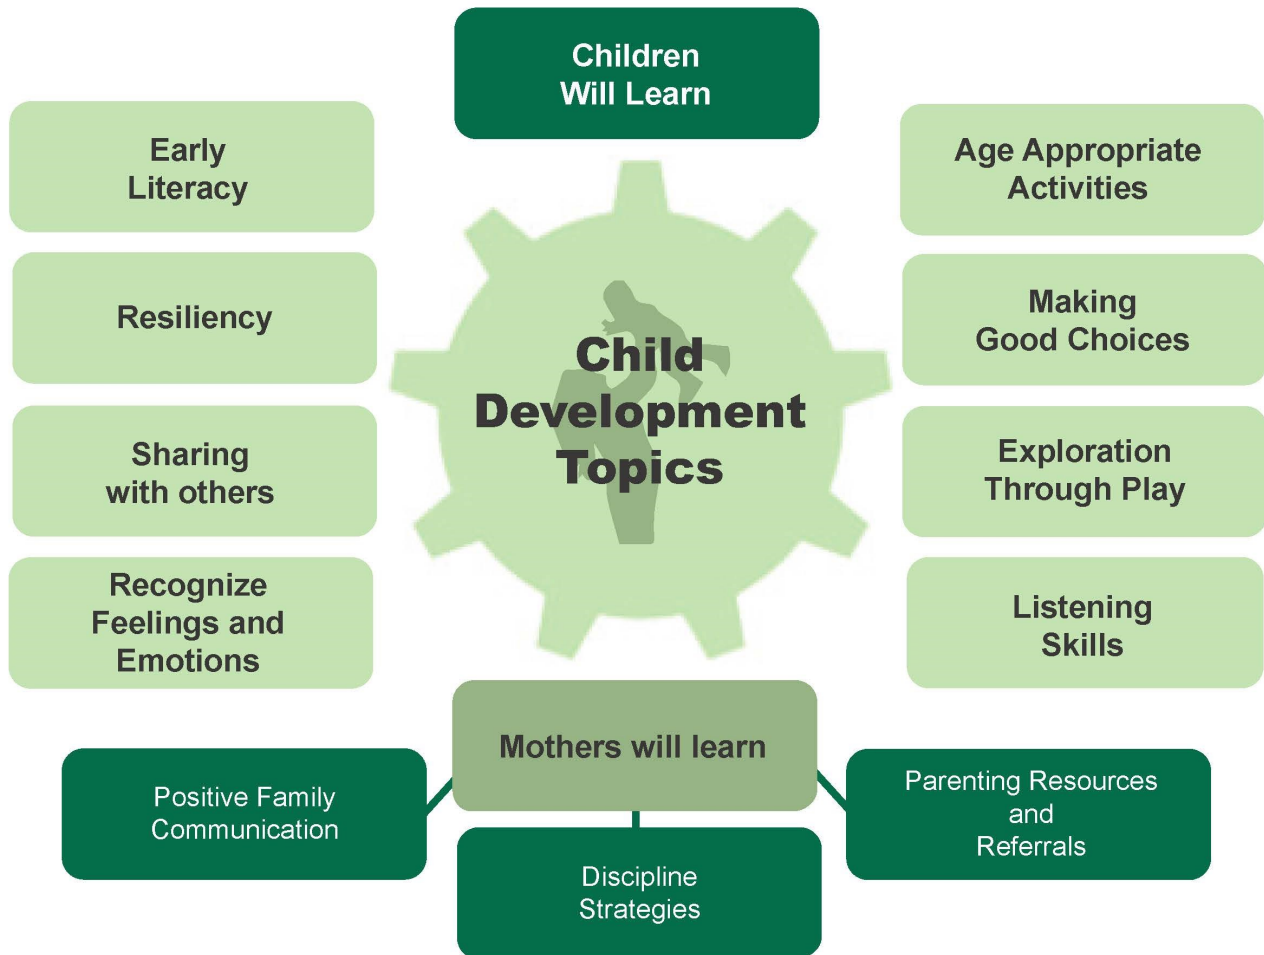 Children
Will Learn
Early
Literacy
Resiliency
Sharing
with others
Recognize
Feelings and
Emotions
Child
Development
Topics
Age Appropriate
Activities
Making
Good Choices
Exploration
Through Play
Listening
Skills
Mothers will learn
Positive Family
Communication
Discipline
Strategies
Parenting Resources
and
Referrals